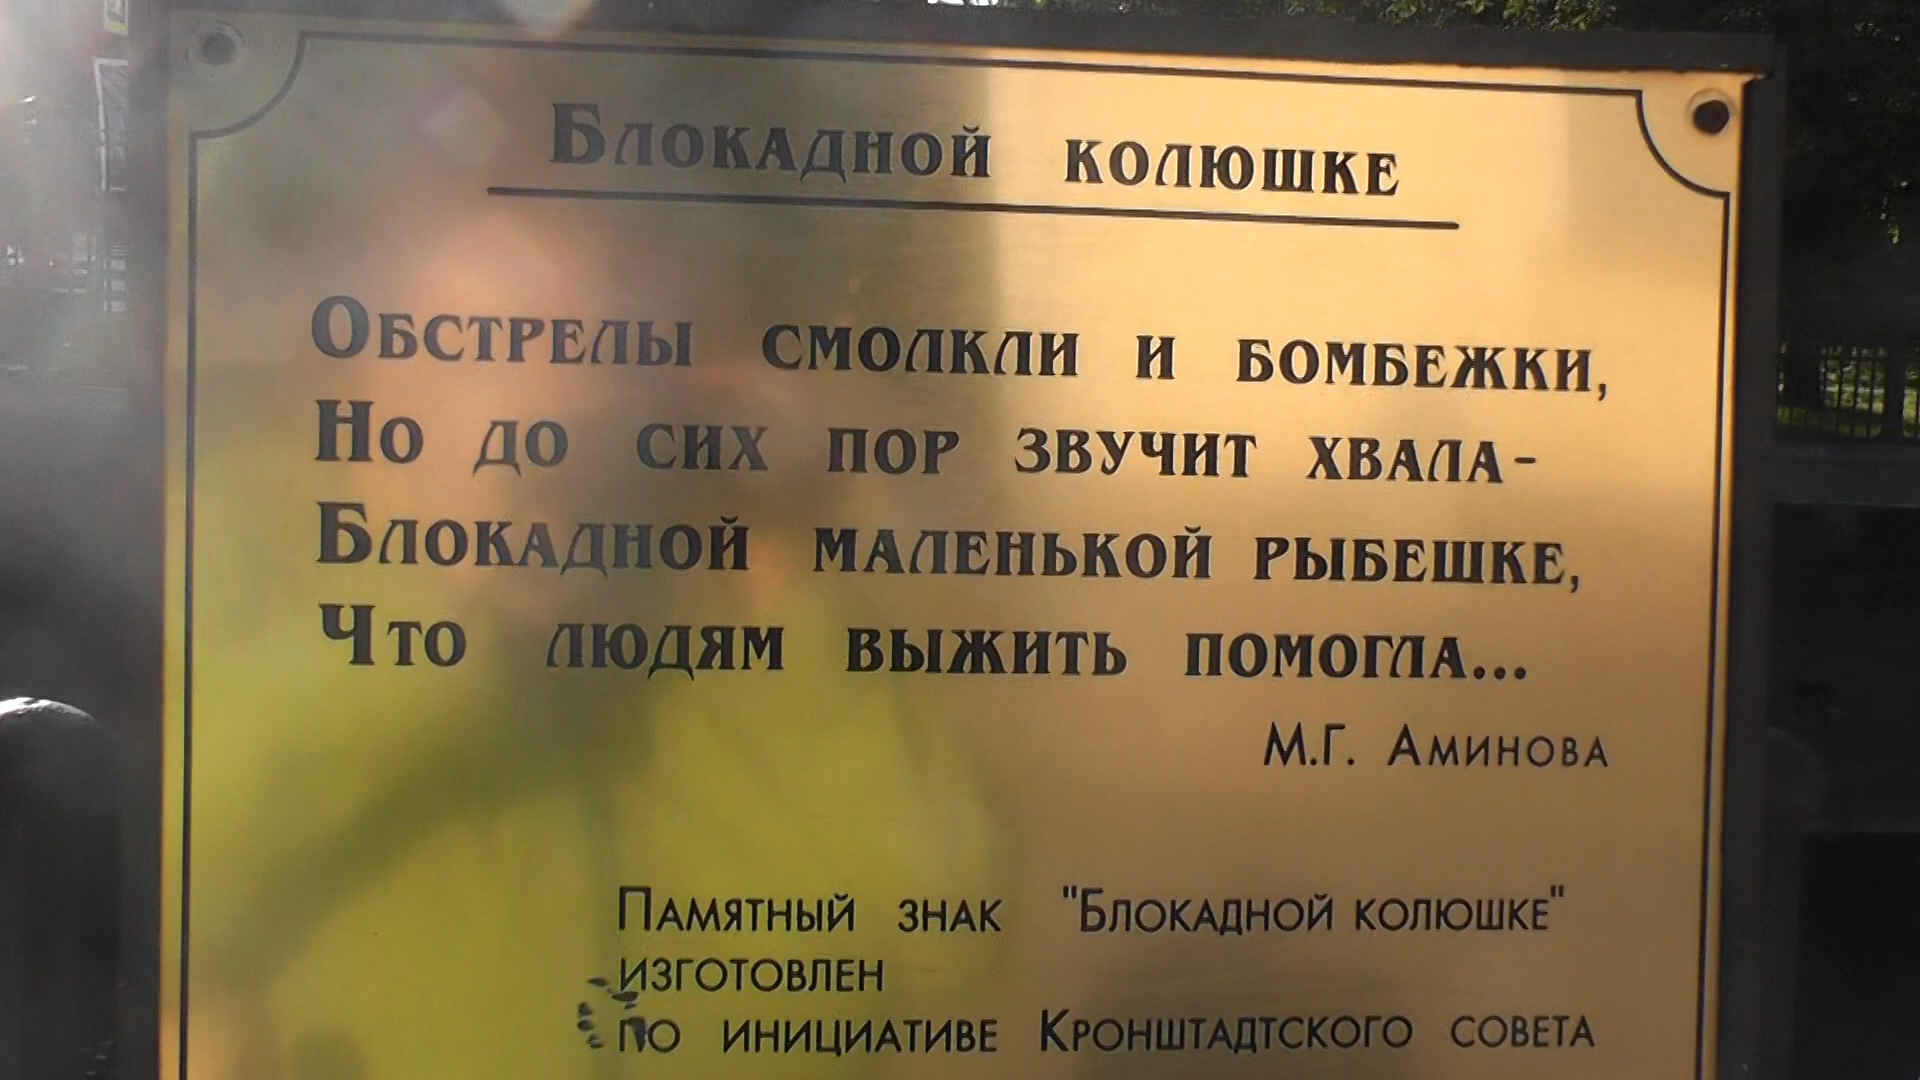 Блокадной колюшке
Обстрелы смолкли и бомбежки,
Но до сих пор звучит хвала-
Блокадной маленькой рыбешке,
Что людям выжить помогла...
М.Г. Аминова
Памятный знак "Блокадной колюшке"
изготовлен
по инициативе Кронштадтского совета